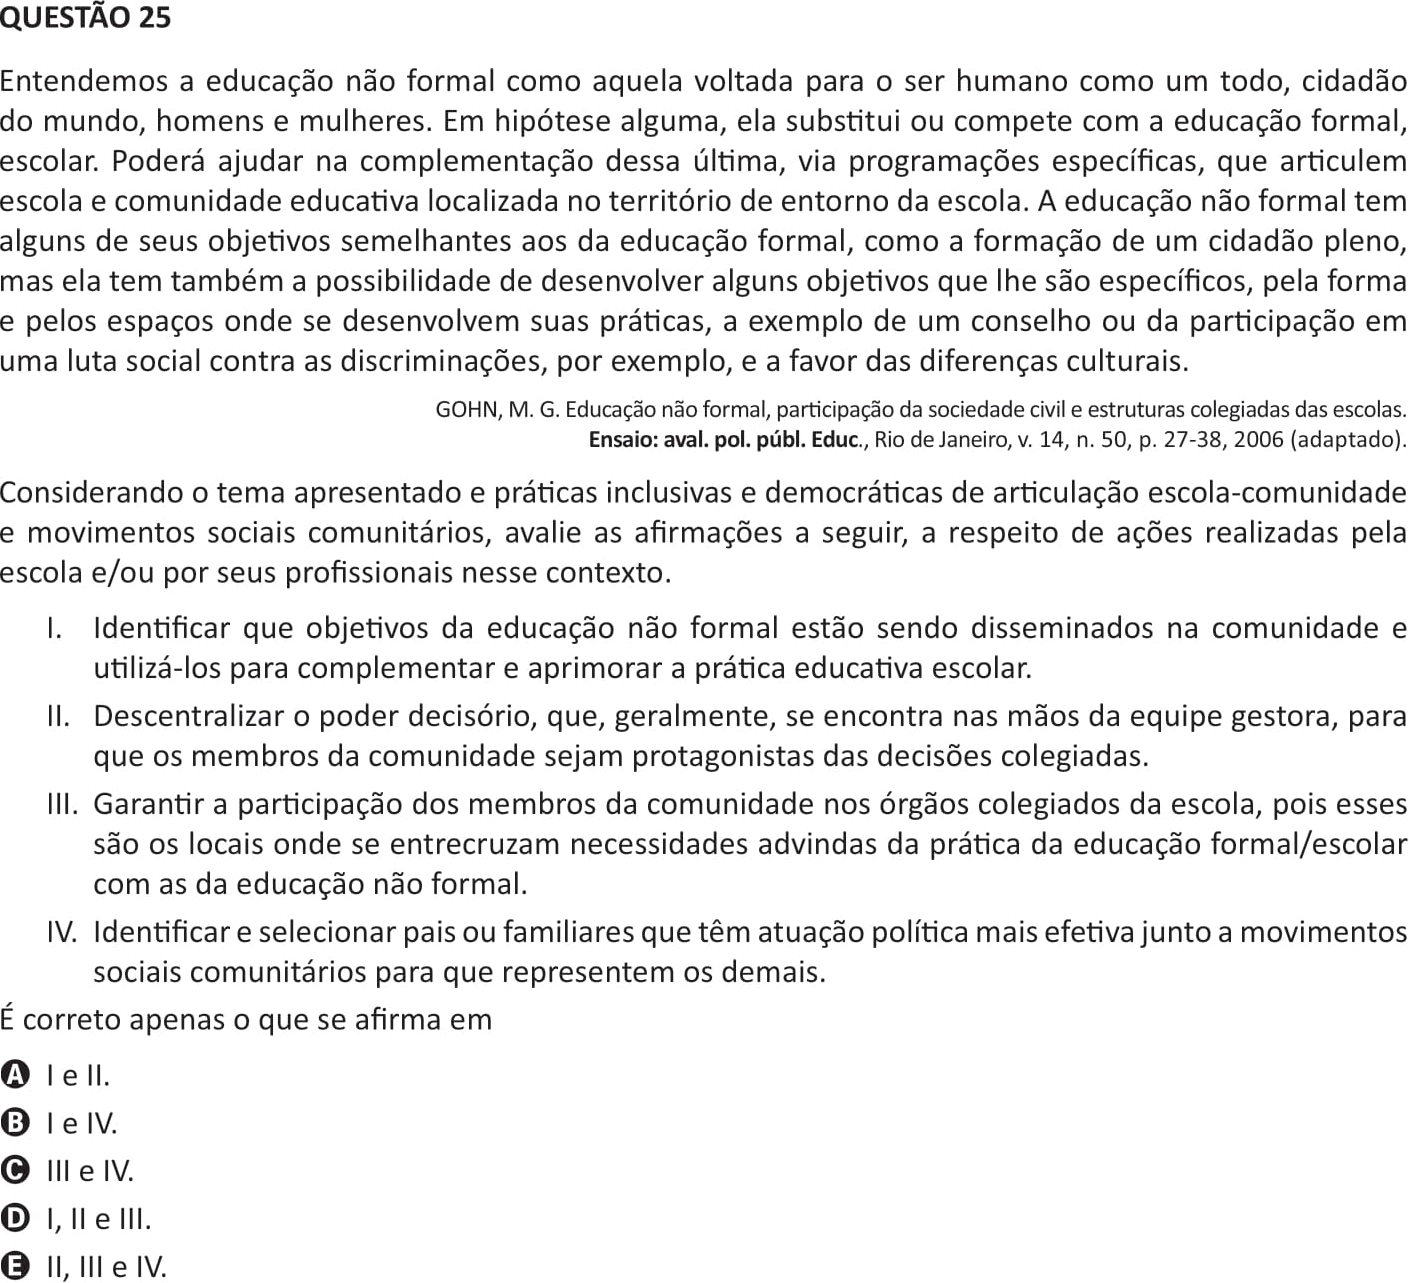 QUESTÃO 25
Entendemos a educação não formal como aquela voltada para o ser humano como um todo, cidadão
do mundo, homens e mulheres. Em hipótese alguma, ela substitui ou compete com a educação formal,
escolar. Poderá ajudar na complementação dessa última, via programações específicas, que articulem
escola e comunidade educativa localizada no território de entorno da escola. A educação não formal tem
alguns de seus objetivos semelhantes aos da educação formal, como a formação de um cidadão pleno,
mas ela tem também a possibilidade de desenvolver alguns objetivos que lhe são específicos, pela forma
e pelos espaços onde se desenvolvem suas práticas, a exemplo de um conselho ou da participação em
uma luta social contra as discriminações, por exemplo, e a favor das diferenças culturais.
GOHN, M. G. Educação não formal, participação da sociedade civil e estruturas colegiadas das escolas.
Ensaio: aval. pol. públ. Educ., Rio de Janeiro, v. 14, n. 50, p. 27-38, 2006 (adaptado).
Considerando o tema apresentado e práticas inclusivas e democráticas de articulação escola-comunidade
e movimentos sociais comunitários, avalie as afirmações a seguir, a respeito de ações realizadas pela
escola e/ou por seus profissionais nesse contexto.
I. Identificar que objetivos da educação não formal estão sendo disseminados na comunidade e
utilizá-los para complementar e aprimorar a prática educativa escolar.
II. Descentralizar o poder decisório, que, geralmente, se encontra nas mãos da equipe gestora, para
que os membros da comunidade sejam protagonistas das decisões colegiadas.
III. Garantir a participação dos membros da comunidade nos órgãos colegiados da escola, pois esses
são os locais onde se entrecruzam necessidades advindas da prática da educação formal/escolar
com as da educação não formal.
IV. Identificar e selecionar pais ou familiares que têm atuação política mais efetiva junto a movimentos
sociais comunitários para que representem os demais.
É correto apenas o que se afirma em
A I e II.
B I e IV.
C III e IV.
D I, II e III.
E II, III e IV.